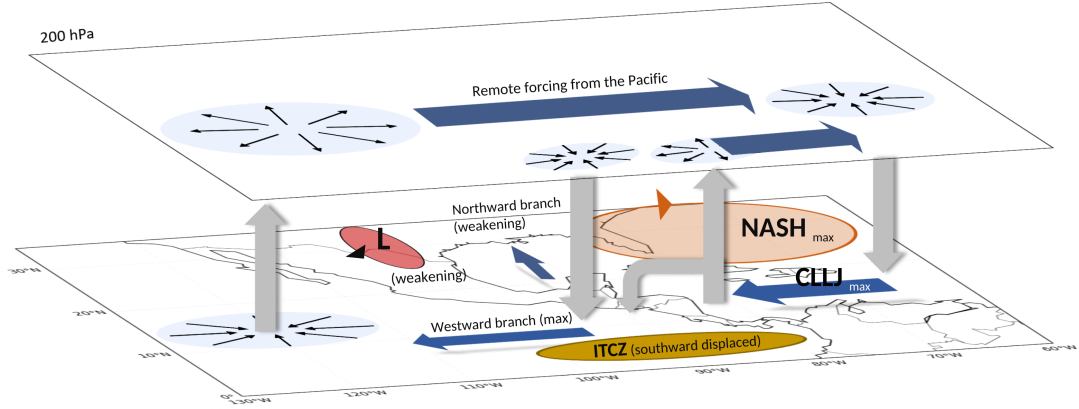 200 hPa
Remote forcing from the Pacific
Northward branch
(weakening)
L
(weakening)
NASH max
CLLJ max
30°N
20°N
10°N
0°
Westward branch (max)
ITCZ (southward displaced)
130°W
120°W
110°W
100°W
90°W
80°W
70°W
60°W